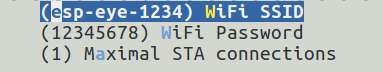 (esp-eye-1234) WiFi SSID
(12345678) WiFi Password
(1) Maximal STA connections